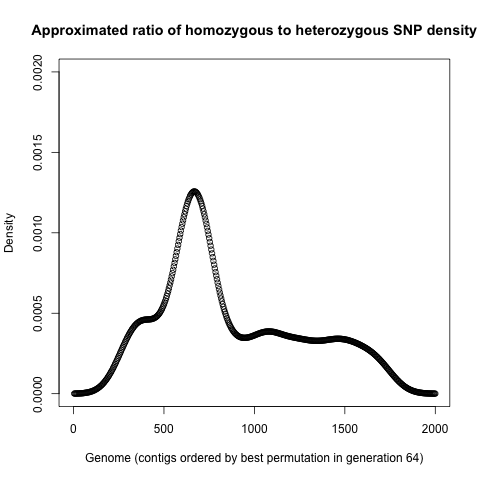 Approximated ratio of homozygous to heterozygous SNP density
0.0020
0.0015
0.0010
0.0005
0.0000
Density
0 500 1000 1500 2000
Genome (contigs ordered by best permutation in generation 64)